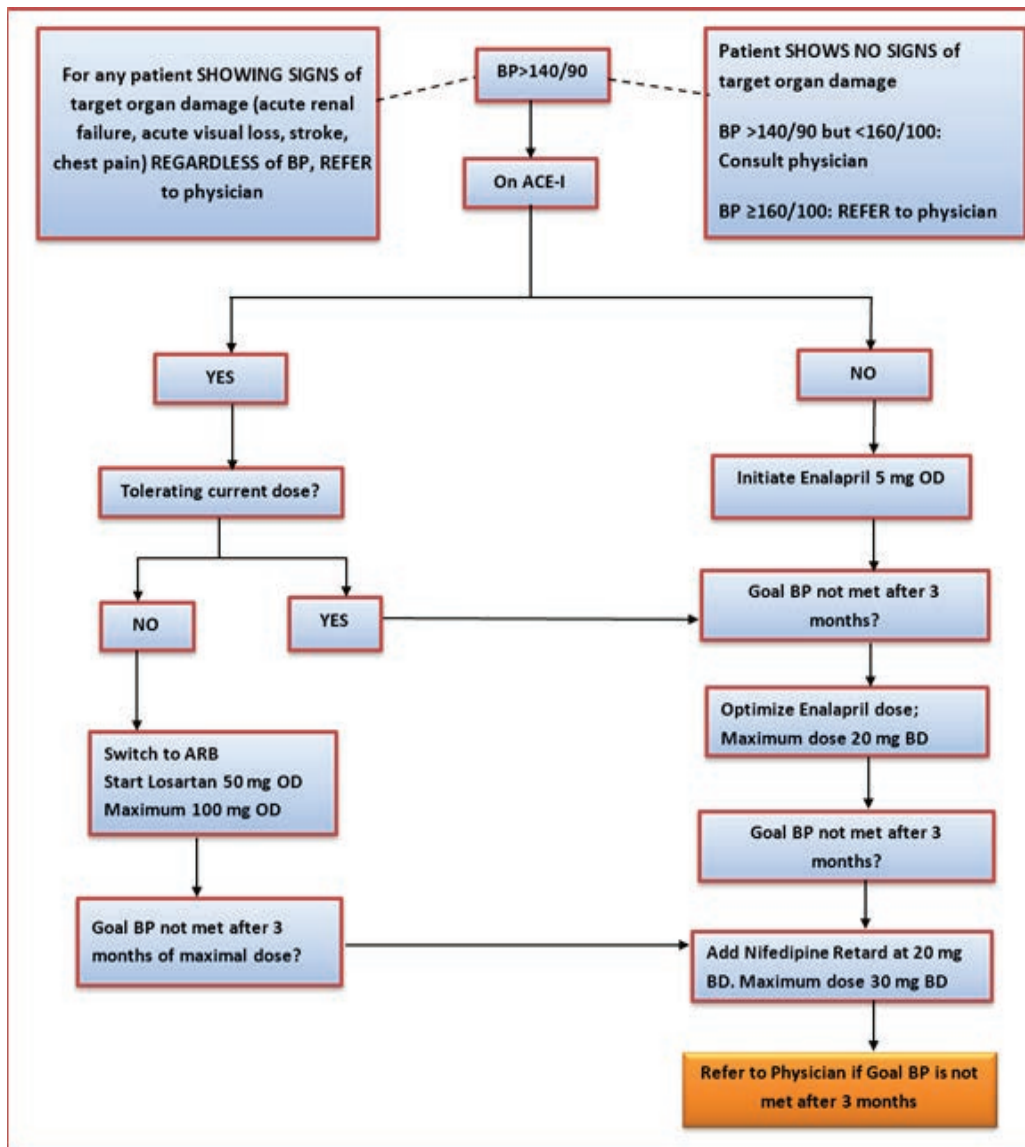 For any patient SHOWING SIGNS of
target organ damage (acute renal
failure, acute visual loss, stroke,
chest pain) REGARDLESS of BP, REFER
to physician
BP>140/90
Patient SHOWS NO SIGNS of
target organ damage
BP >140/90 but <160/100:
Consult physician
BP ≥160/100: REFER to physician
On ACE-I
YES
NO
Tolerating current dose?
Initiate Enalapril 5 mg OD
NO
YES
Goal BP not met after 3
months?
Switch to ARB
Start Losartan 50 mg OD
Maximum 100 mg OD
Optimize Enalapril dose;
Maximum dose 20 mg BD
Goal BP not met after 3
months?
Goal BP not met after 3
months of maximal dose?
Add Nifedipine Retard at 20 mg
BD. Maximum dose 30 mg BD
Refer to Physician if Goal BP is not
met after 3 months